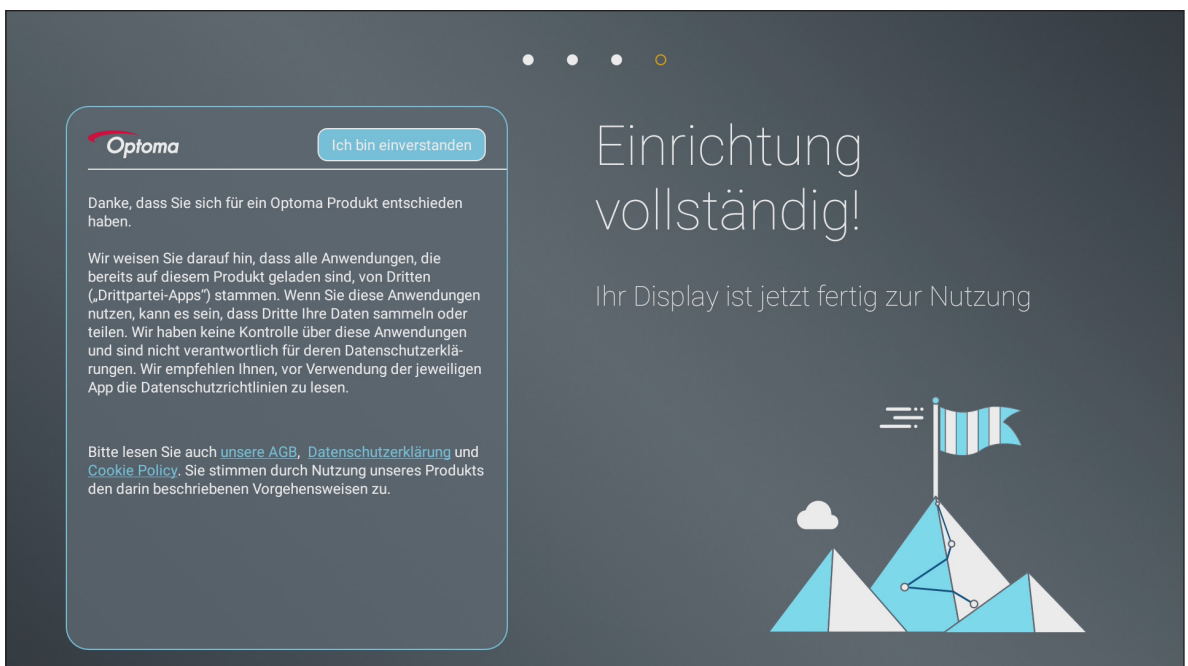 Optoma
Ich bin einverstanden
Danke, dass Sie sich für ein Optoma Produkt entschieden
haben.
Wir weisen Sie darauf hin, dass alle Anwendungen, die
bereits auf diesem Produkt geladen sind, von Dritten
(„Drittpartei-Apps“) stammen. Wenn Sie diese Anwendungen
nutzen, kann es sein, dass Dritte Ihre Daten sammeln oder
teilen. Wir haben keine Kontrolle über diese Anwendungen
und sind nicht verantwortlich für deren Datenschutzerklä-
rungen. Wir empfehlen Ihnen, vor Verwendung der jeweiligen
App die Datenschutzrichtlinien zu lesen.
Bitte lesen Sie auch unsere AGB, Datenschutzerklärung und
Cookie Policy. Sie stimmen durch Nutzung unseres Produkts
den darin beschriebenen Vorgehensweisen zu.
Einrichtung
vollständig!
Ihr Display ist jetzt fertig zur Nutzung